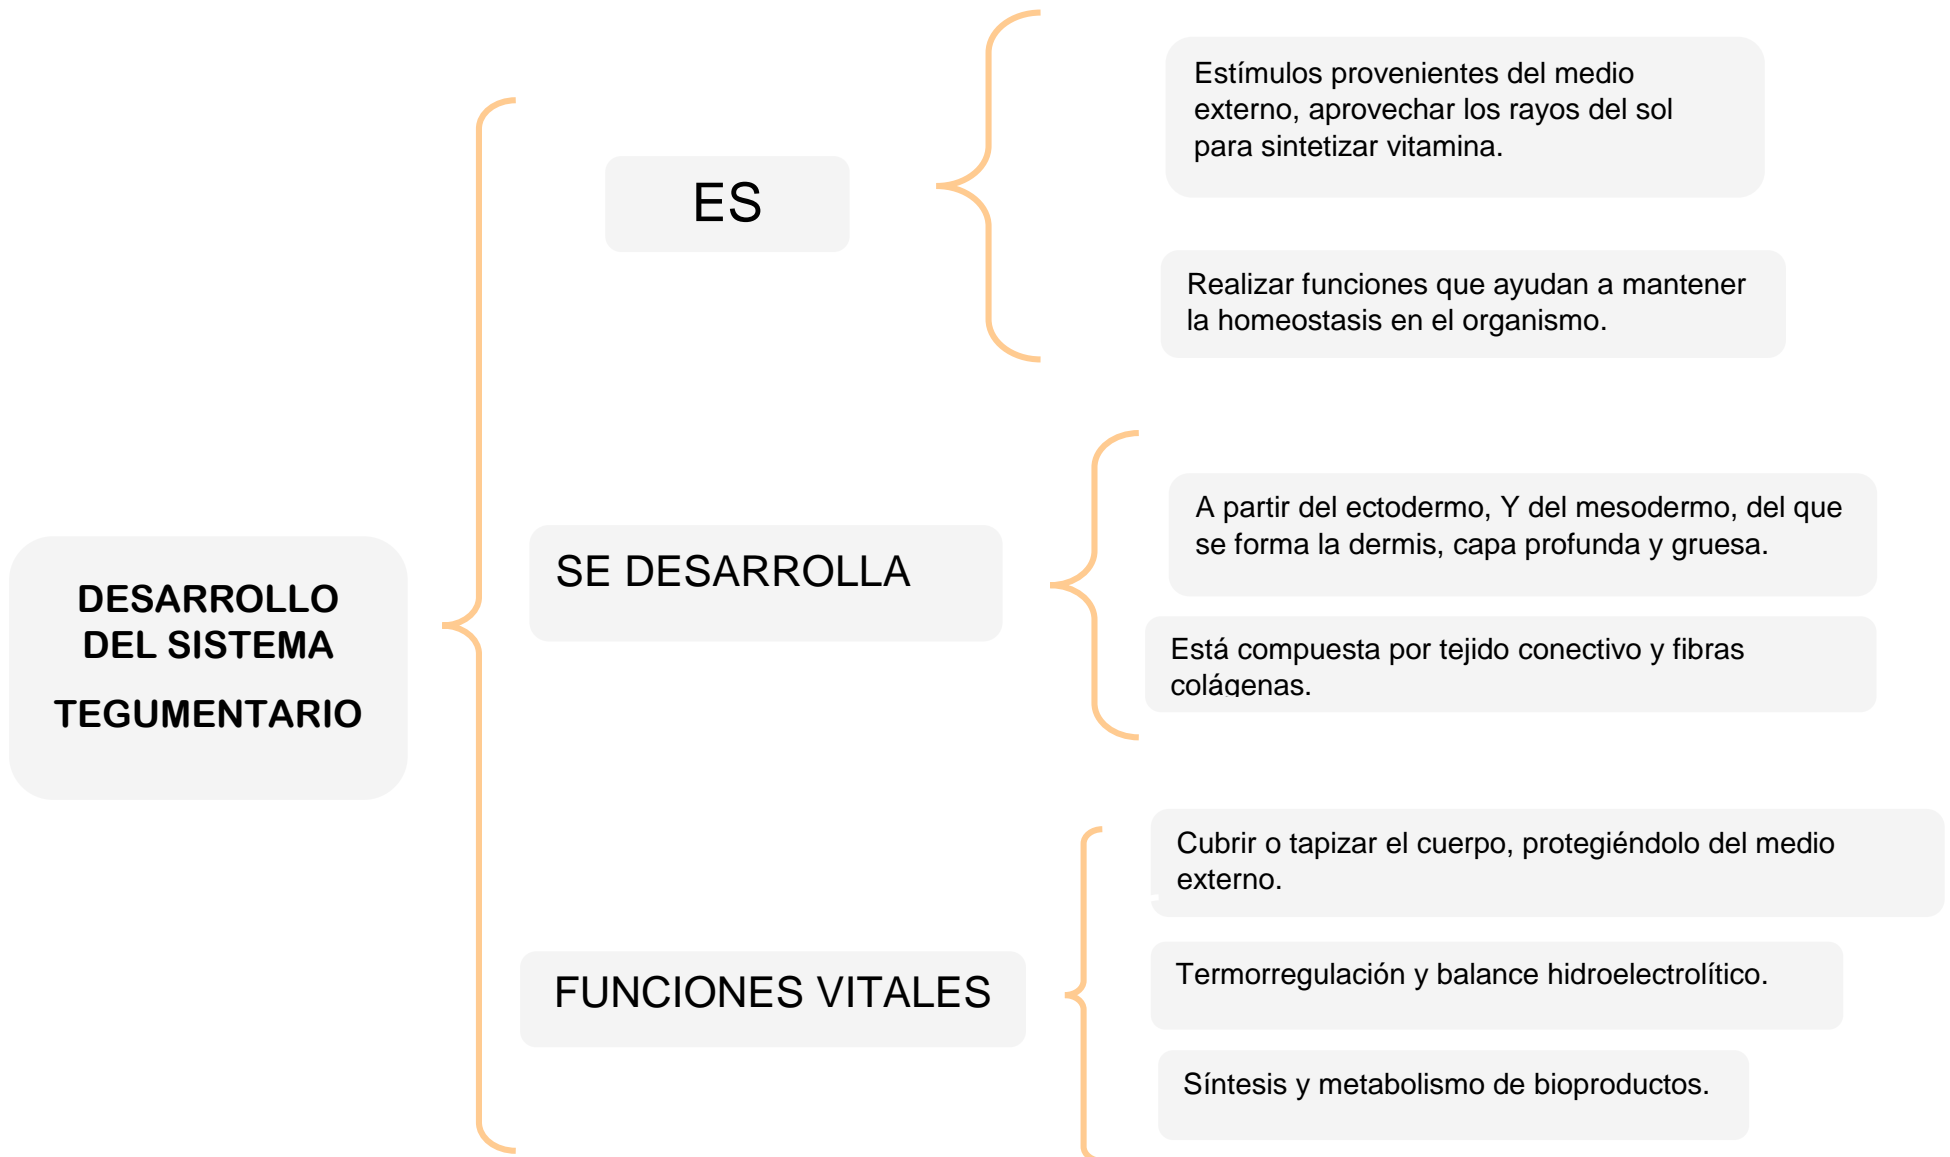 DESARROLLO
DEL SISTEMA
TEGUMENTARIO
ES
Estímulos provenientes del medio
externo, aprovechar los rayos del sol
para sintetizar vitamina.
Realizar funciones que ayudan a mantener
la homeostasis en el organismo.
SE DESARROLLA
A partir del ectodermo, Y del mesodermo, del que
se forma la dermis, capa profunda y gruesa.
Está compuesta por tejido conectivo y fibras
colágenas.
FUNCIONES VITALES
Cubrir o tapizar el cuerpo, protegiéndolo del medio
externo.
Termorregulación y balance hidroelectrolítico.
Síntesis y metabolismo de bioproductos.